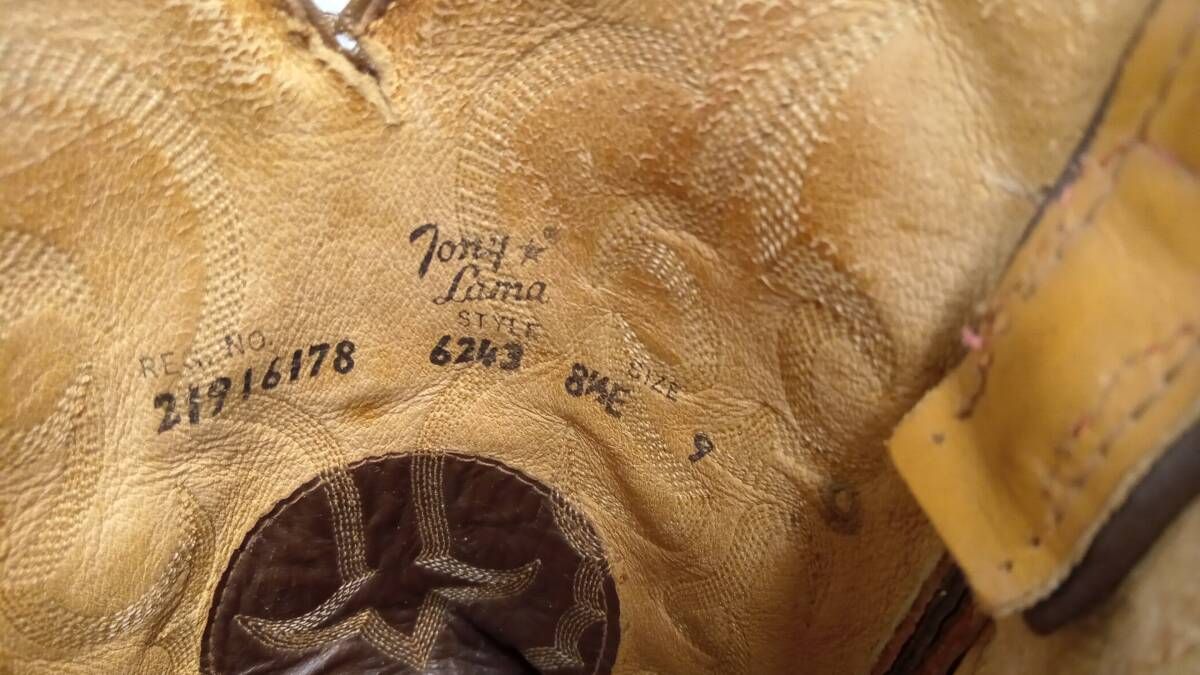 Tony
Lama
STYLE
6243
REG. NO.
21916178
SIZE
8½E
9